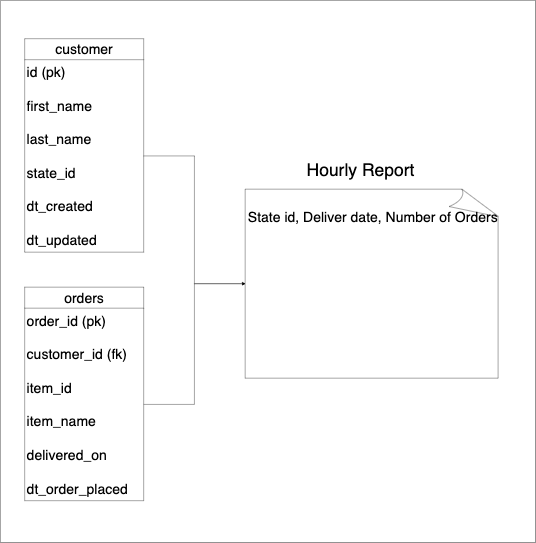 customer
id (pk)
first_name
last_name
state_id
dt_created
dt_updated
orders
order_id (pk)
customer_id (fk)
item_id
item_name
delivered_on
dt_order_placed
Hourly Report
State id, Deliver date, Number of Orders